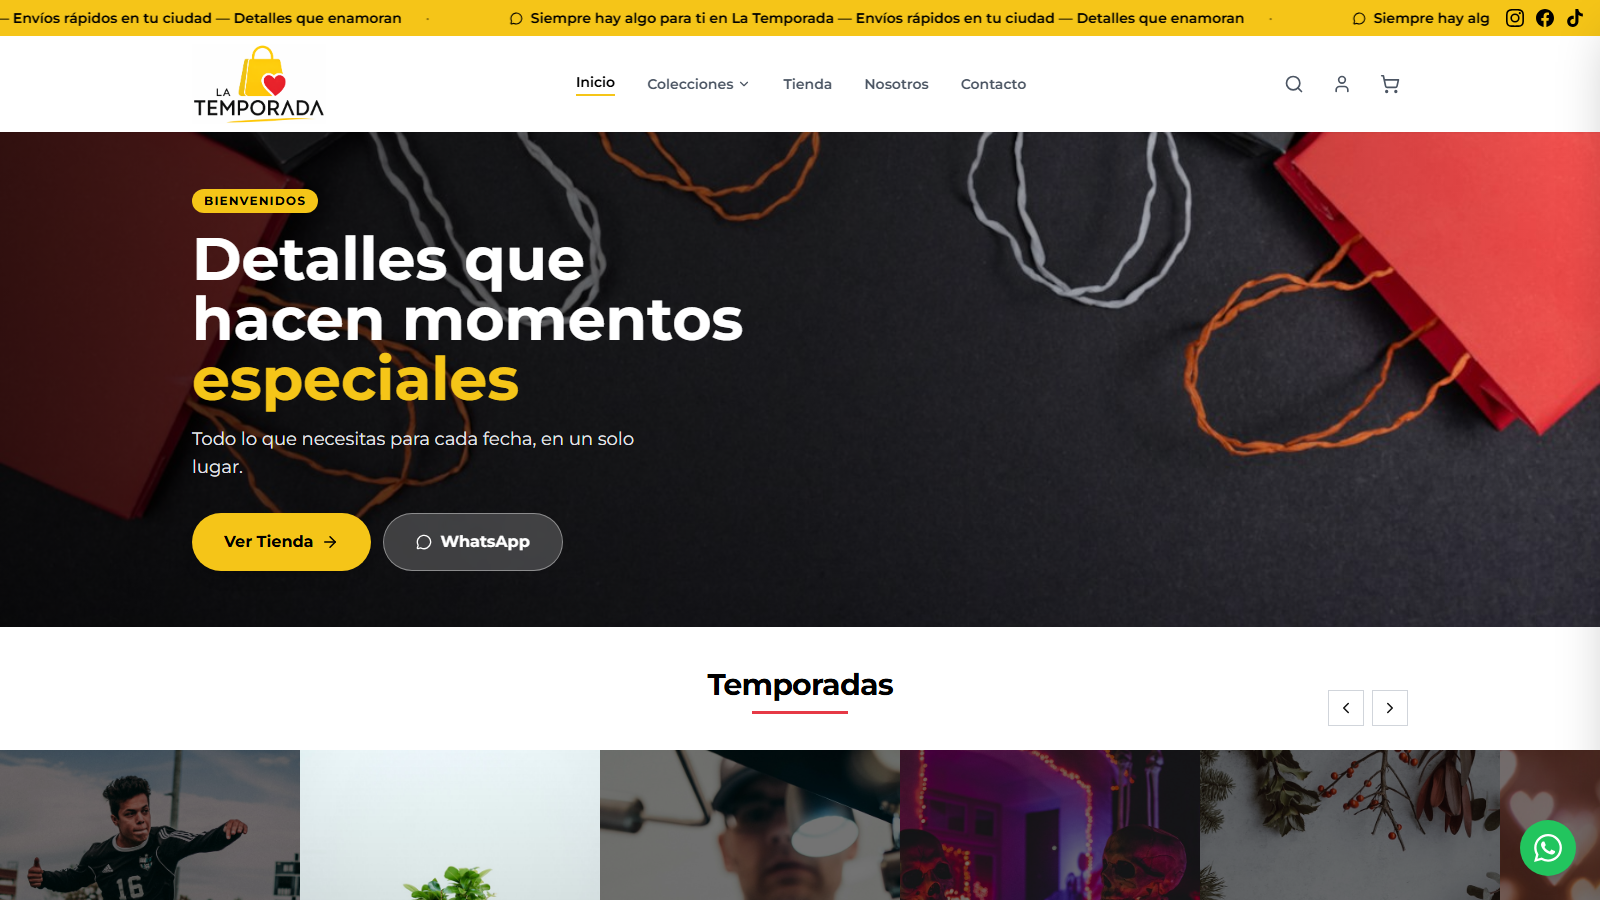 — Envíos rápidos en tu ciudad — Detalles que enamoran · Siempre hay algo para ti en La Temporada — Envíos rápidos en tu ciudad — Detalles que enamoran · Siempre hay alg
LA
TEMPORADA
Inicio Colecciones Tienda Nosotros Contacto
BIENVENIDOS
Detalles que
hacen momentos
especiales
Todo lo que necesitas para cada fecha, en un solo
lugar.
Ver Tienda WhatsApp
Temporadas
16